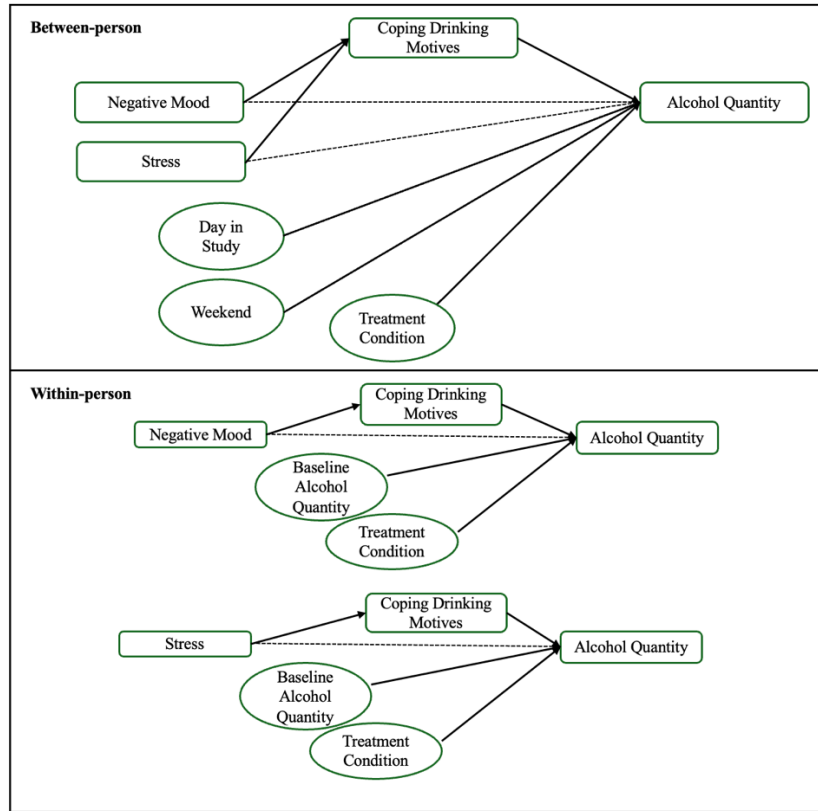 Between-person
Coping Drinking
Motives
Negative Mood
Alcohol Quantity
Stress
Day in
Study
Weekend
Treatment
Condition
Within-person
Coping Drinking
Motives
Negative Mood
Alcohol Quantity
Baseline
Alcohol
Quantity
Treatment
Condition
Coping Drinking
Motives
Stress
Alcohol Quantity
Baseline
Alcohol
Quantity
Treatment
Condition